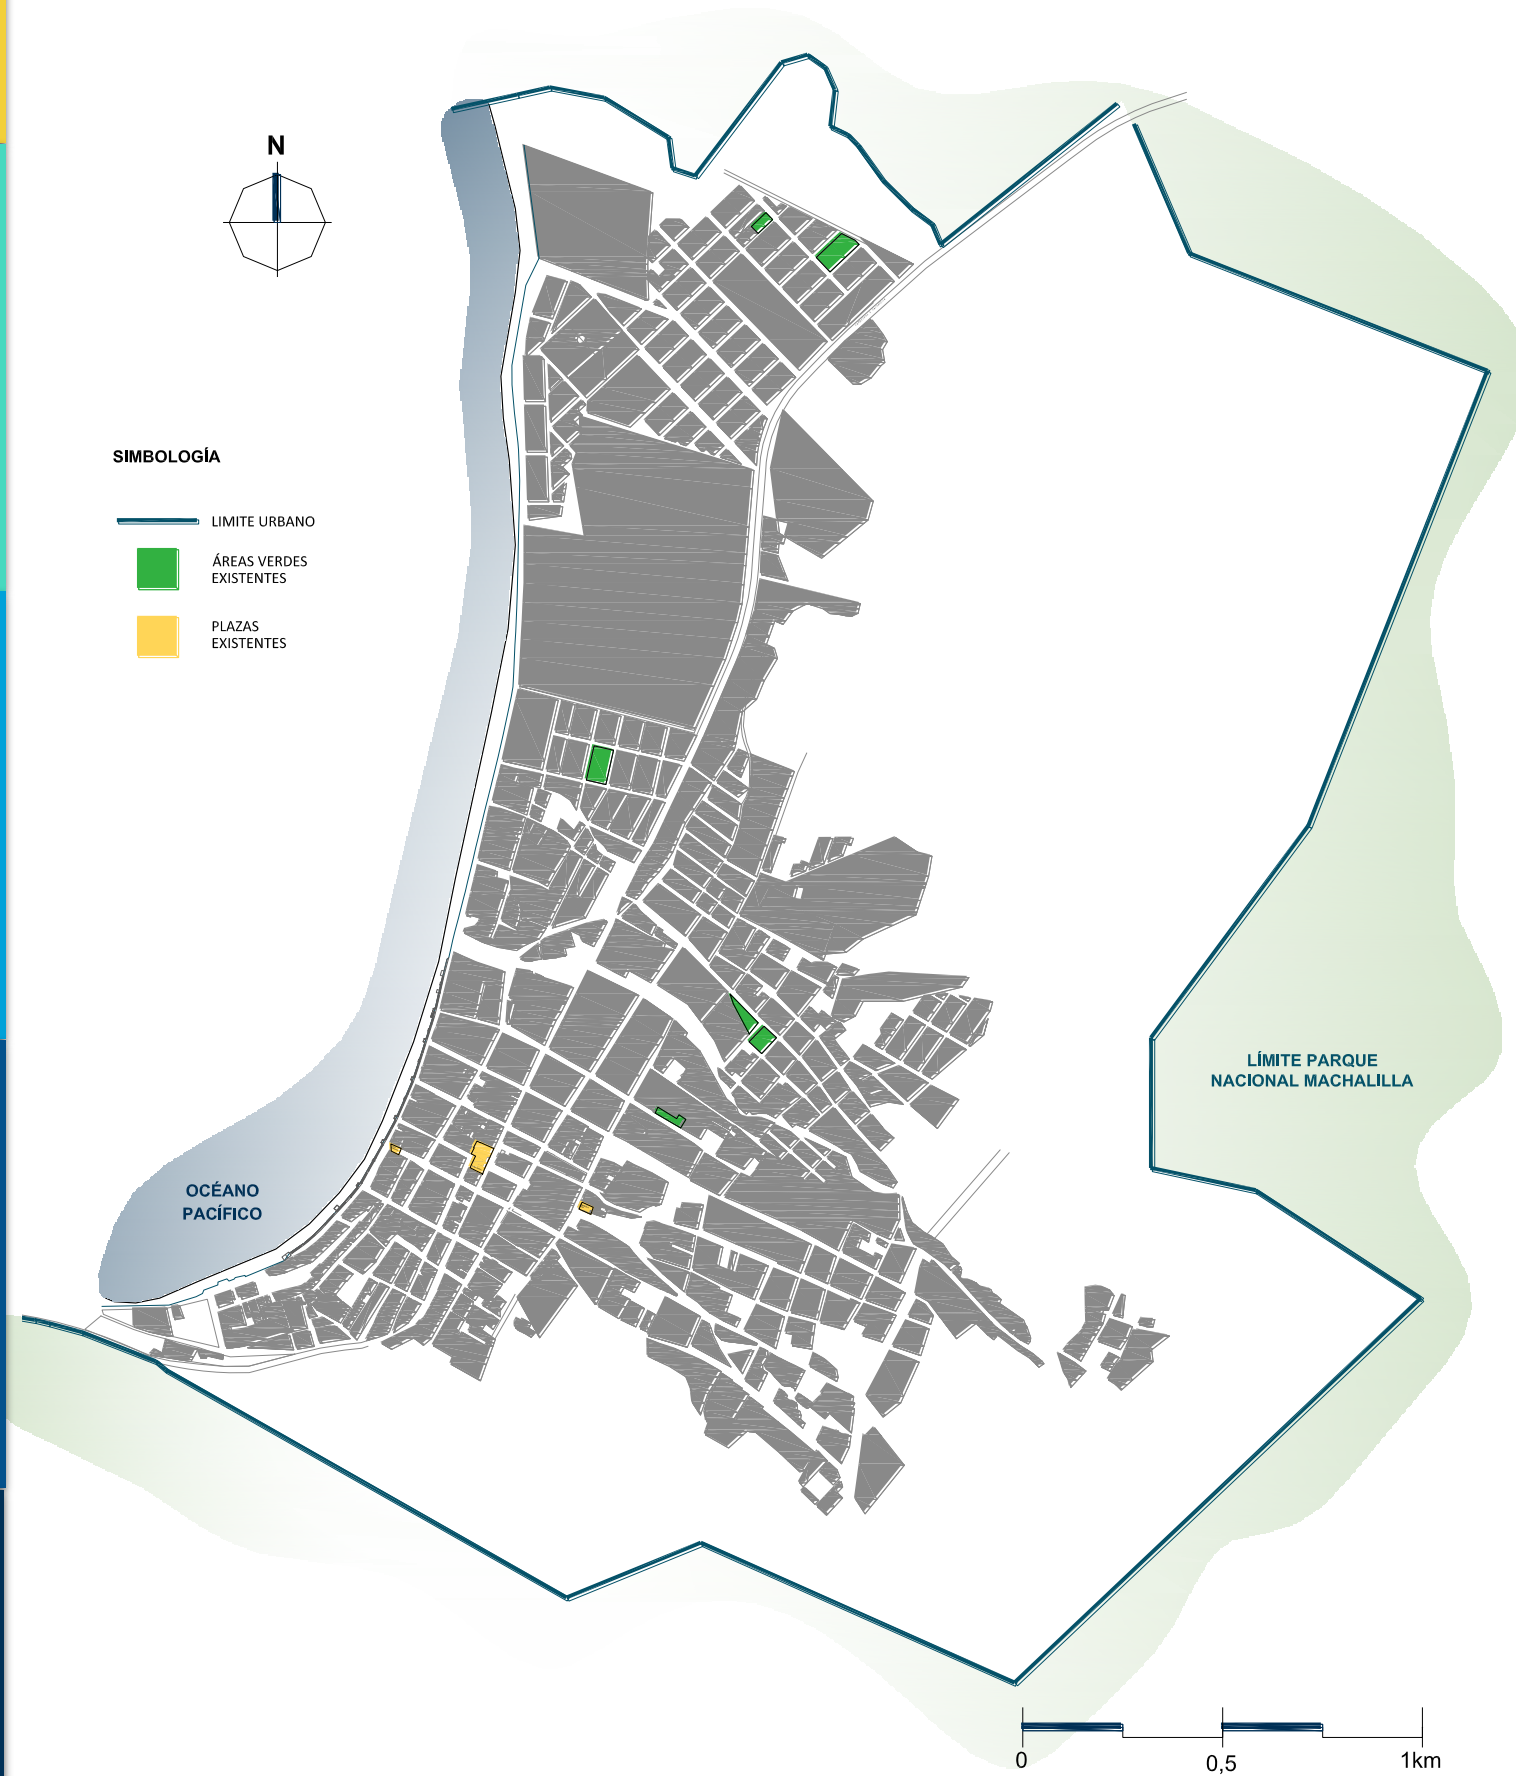 N
SIMBOLOGÍA
LIMITE URBANO
ÁREAS VERDES
EXISTENTES
PLAZAS
EXISTENTES
LÍMITE PARQUE
NACIONAL MACHALILLA
OCÉANO
PACÍFICO
0
0,5
1km